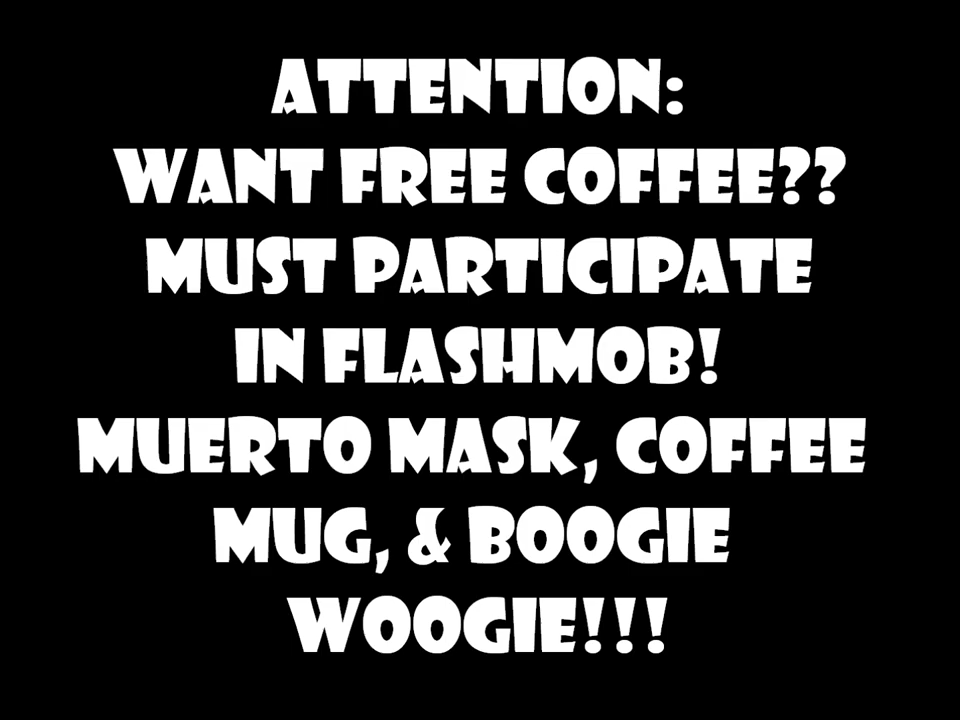 ATTENTION:
WANT FREE COFFEE??
MUST PARTICIPATE
IN FLASHMOB!
MUERTO MASK, COFFEE
MUG, & BOOGIE
WOOGIE!!!